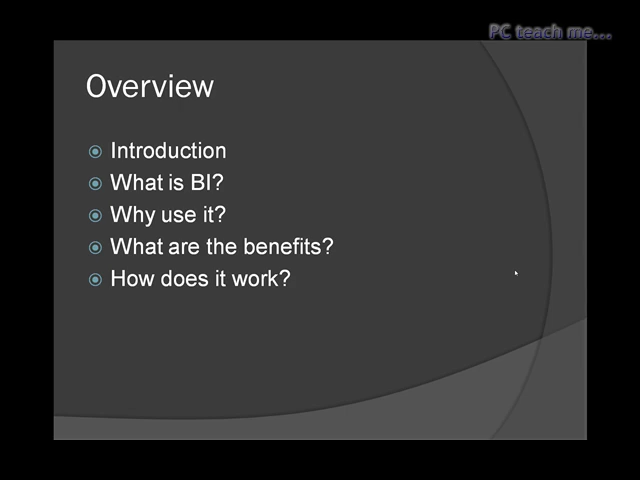 PC teach me...
Overview
Introduction
What is BI?
Why use it?
What are the benefits?
How does it work?